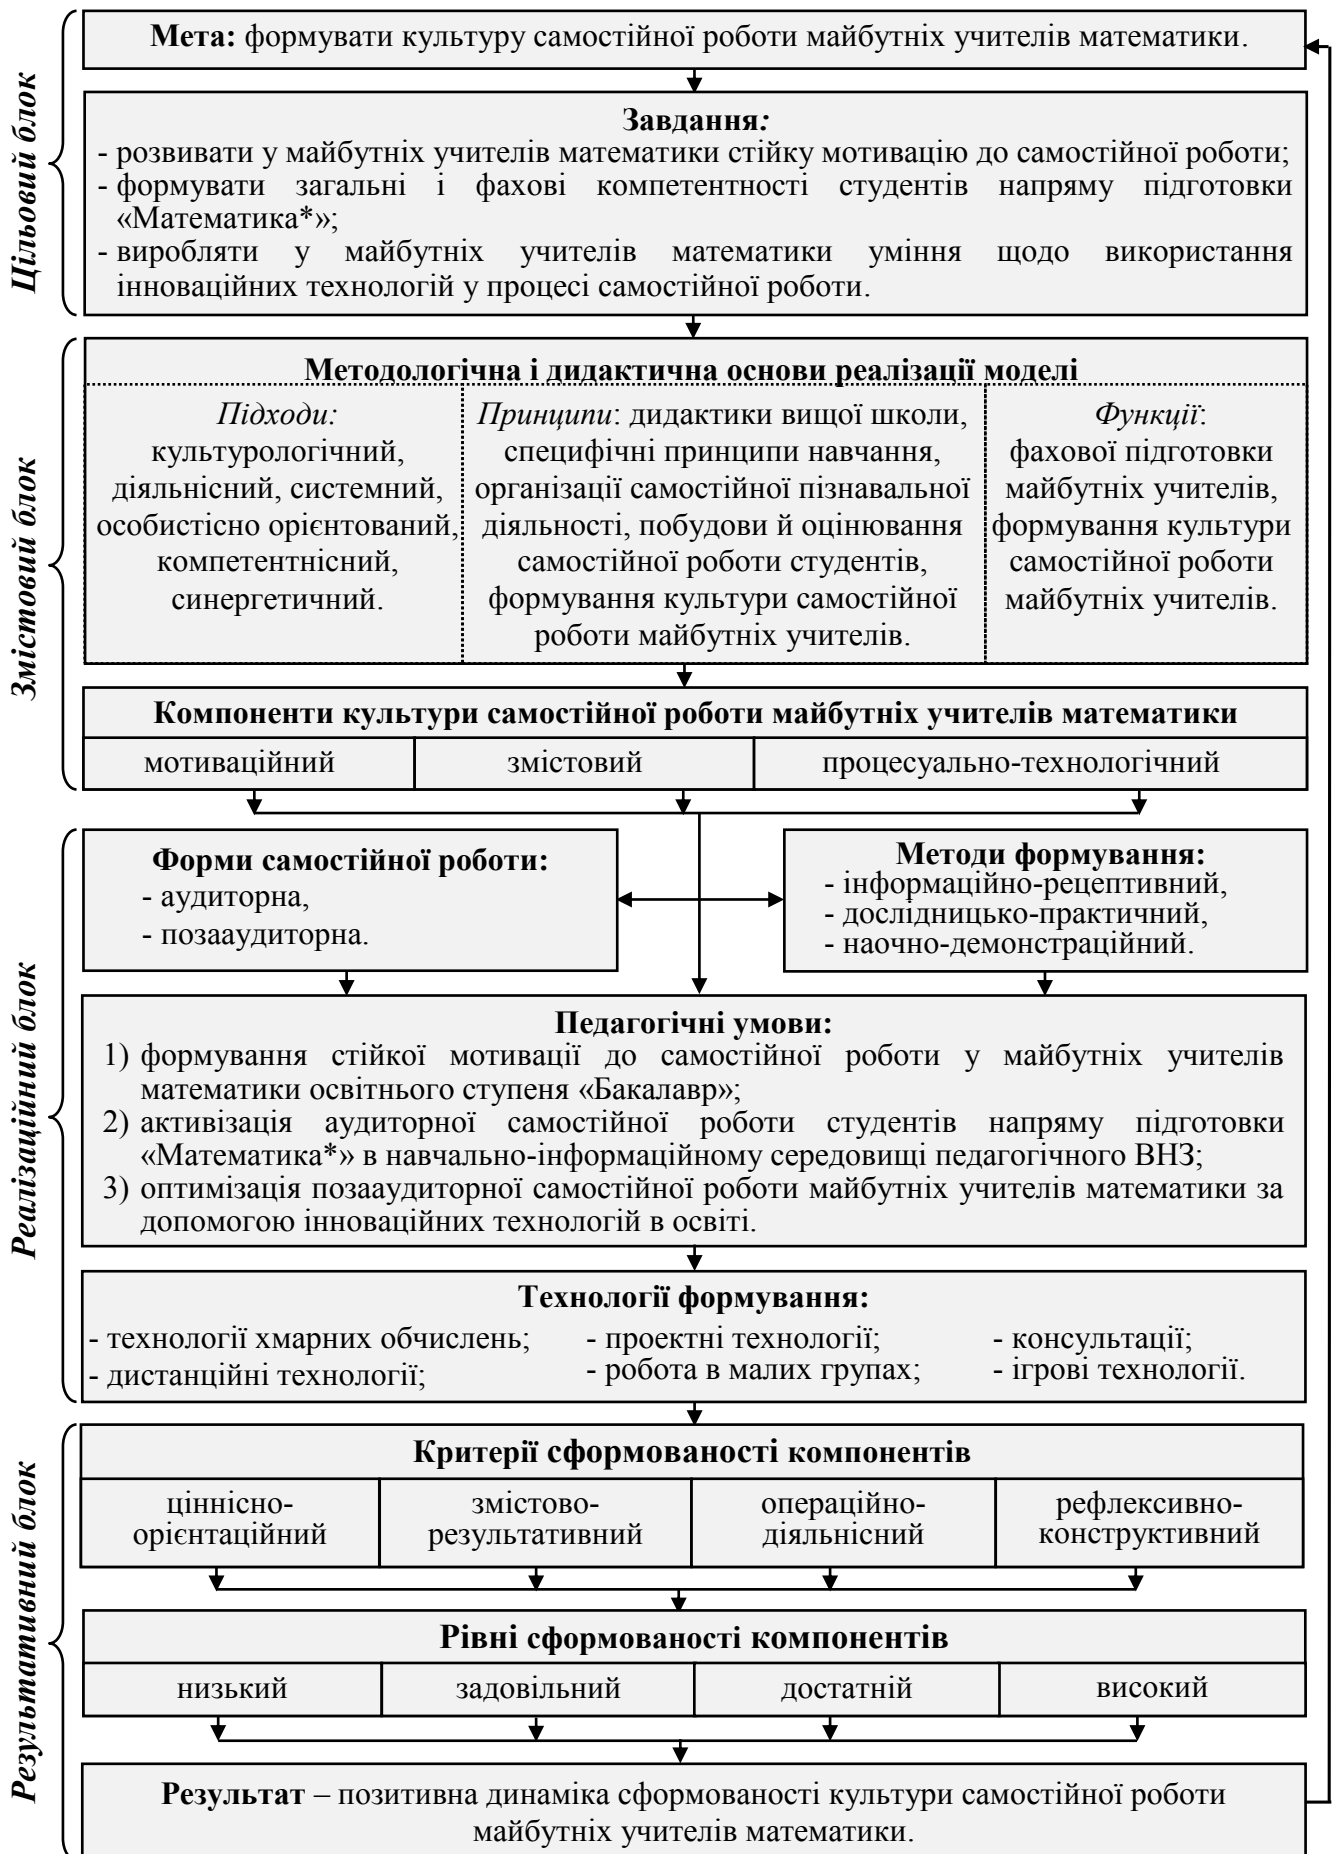 Цільовий блок
Мета: формувати культуру самостійної роботи майбутніх учителів математики.
Завдання:
- розвивати у майбутніх учителів математики стійку мотивацію до самостійної роботи;
- формувати загальні і фахові компетентності студентів напряму підготовки
«Математика*»;
- виробляти у майбутніх учителів математики уміння щодо використання
інноваційних технологій у процесі самостійної роботи.
Змістовий блок
Методологічна і дидактична основи реалізації моделі
Підходи:
культурологічний,
діяльнісний, системний,
особистісно орієнтований,
компетентнісний,
синергетичний.
Принципи: дидактики вищої школи,
специфічні принципи навчання,
організації самостійної пізнавальної
діяльності, побудови й оцінювання
самостійної роботи студентів,
формування культури самостійної
роботи майбутніх учителів.
Функції:
фахової підготовки
майбутніх учителів,
формування культури
самостійної роботи
майбутніх учителів.
Компоненти культури самостійної роботи майбутніх учителів математики
мотиваційний
змістовий
процесуально-технологічний
Реалізаційний блок
Форми самостійної роботи:
- аудиторна,
- позааудиторна.
Методи формування:
- інформаційно-рецептивний,
- дослідницько-практичний,
- наочно-демонстраційний.
Педагогічні умови:
1) формування стійкої мотивації до самостійної роботи у майбутніх учителів
математики освітнього ступеня «Бакалавр»;
2) активізація аудиторної самостійної роботи студентів напряму підготовки
«Математика*» в навчально-інформаційному середовищі педагогічного ВНЗ;
3) оптимізація позааудиторної самостійної роботи майбутніх учителів математики за
допомогою інноваційних технологій в освіті.
Технології формування:
- технології хмарних обчислень;
- дистанційні технології;
- проектні технології;
- робота в малих групах;
- консультації;
- ігрові технології.
Результативний блок
Критерії сформованості компонентів
ціннісно-
орієнтаційний
змістово-
результативний
операційно-
діяльнісний
рефлексивно-
конструктивний
Рівні сформованості компонентів
низький
задовільний
достатній
високий
Результат – позитивна динаміка сформованості культури самостійної роботи
майбутніх учителів математики.